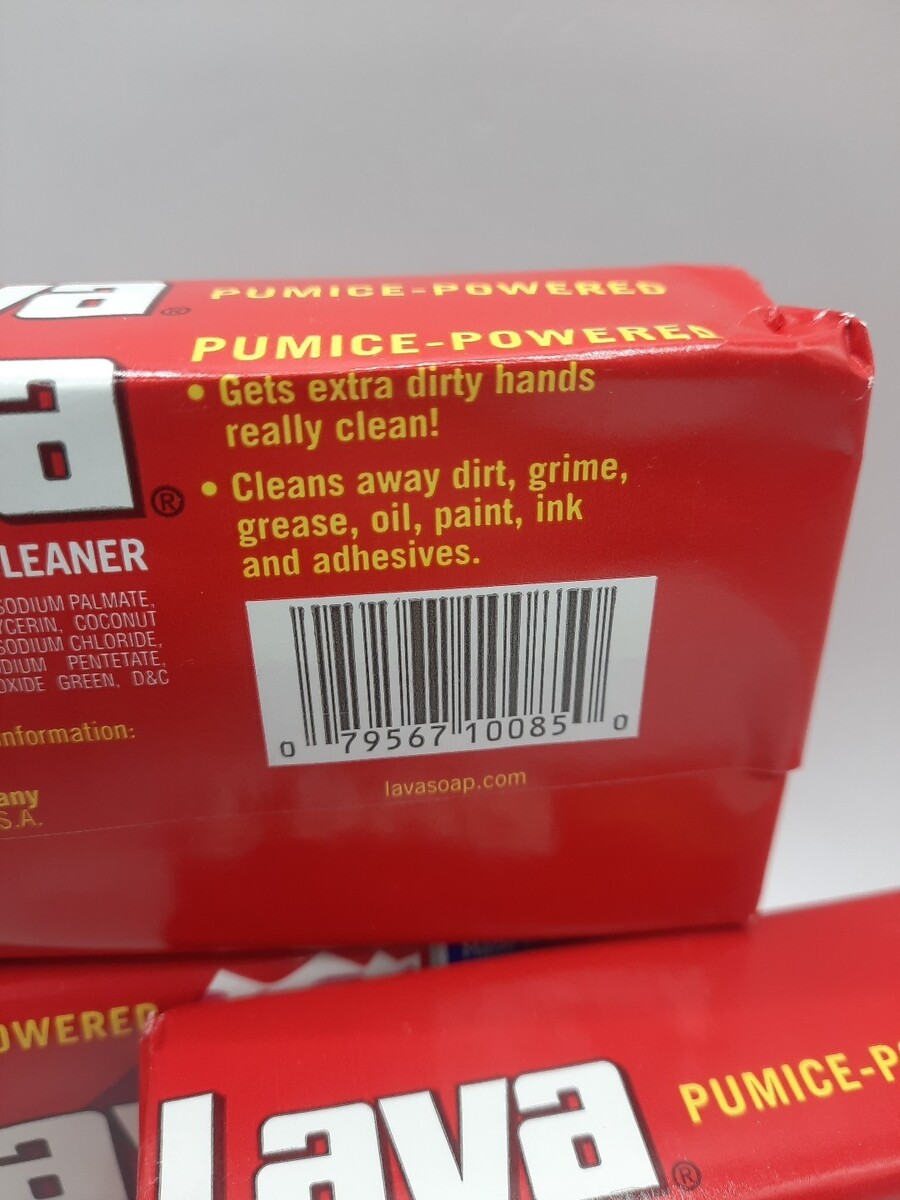 va® PUMICE-POWERED
a® PUMICE-POWERED
• Gets extra dirty hands
really clean!
• Cleans away dirt, grime,
grease, oil, paint, ink
and adhesives.
LEANER
SODIUM PALMATE,
YCERIN, COCONUT
SODIUM CHLORIDE,
DIUM PENTETATE,
OXIDE GREEN, D&C
nformation:
any
S.A.
0 79567 10085 0
lavasoap.com
OWERED
av
Lava® PUMICE-P